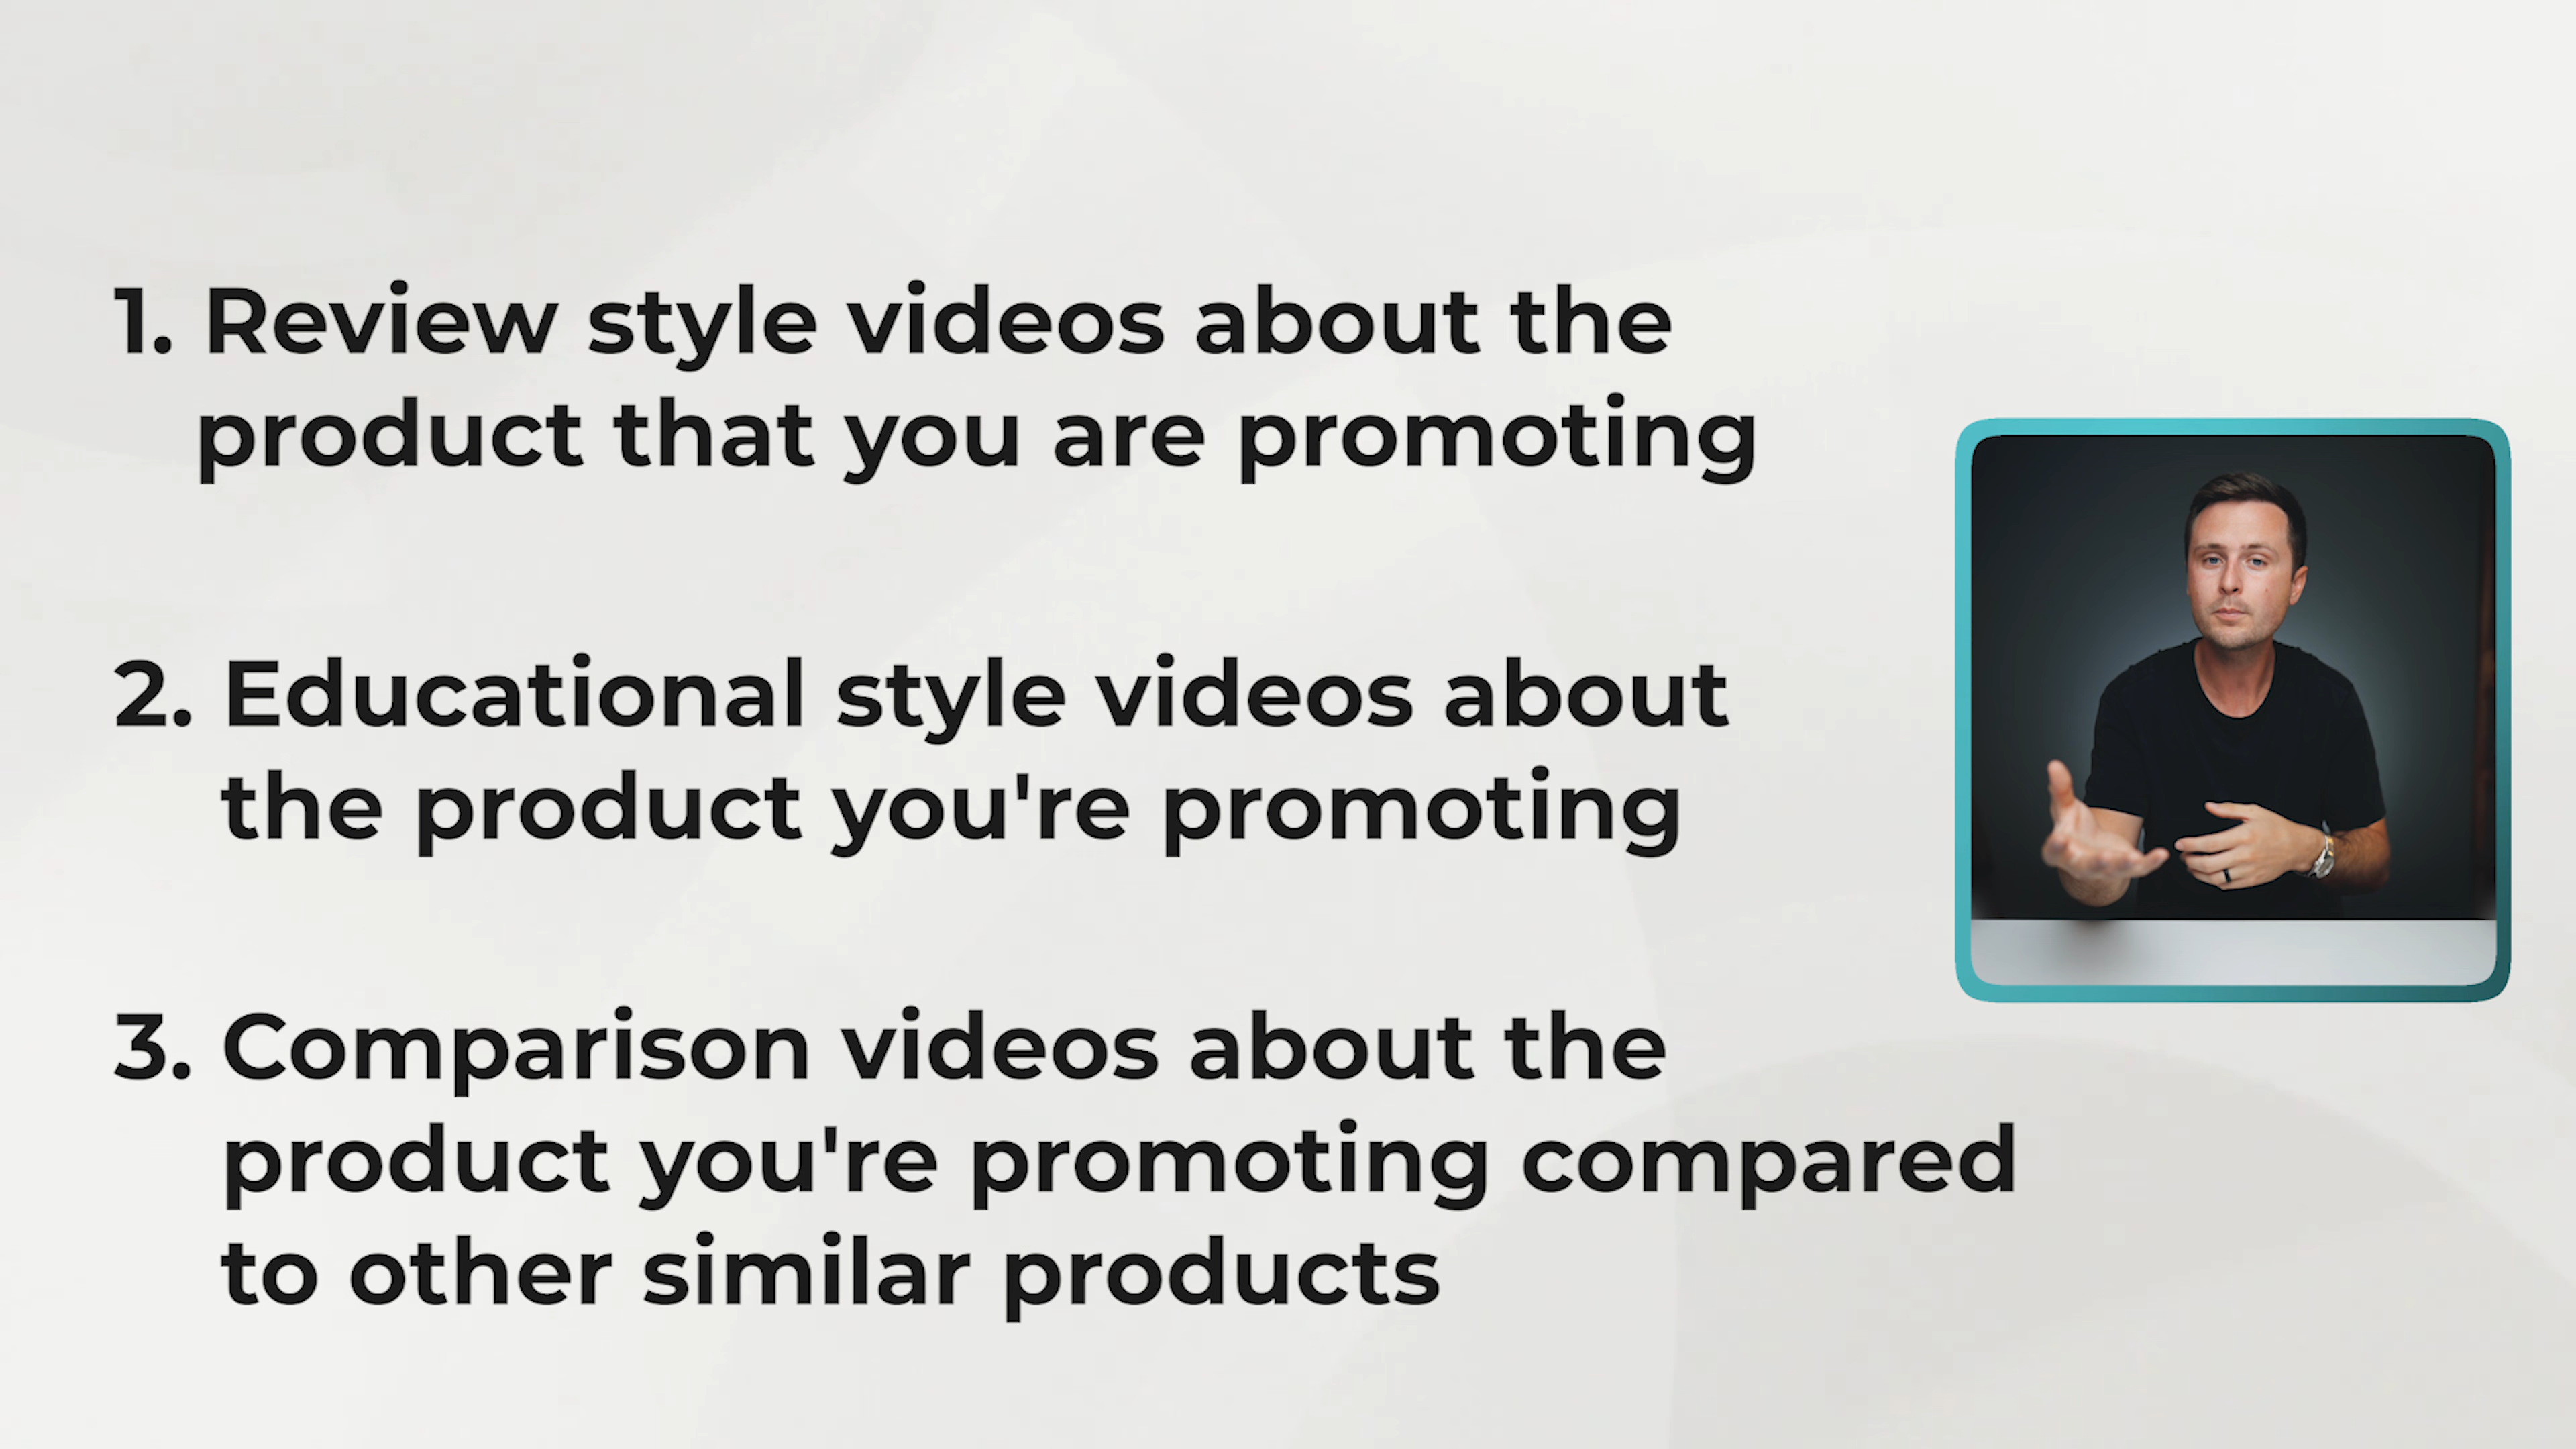 1. Review style videos about the
product that you are promoting
2. Educational style videos about
the product you're promoting
3. Comparison videos about the
product you're promoting compared
to other similar products